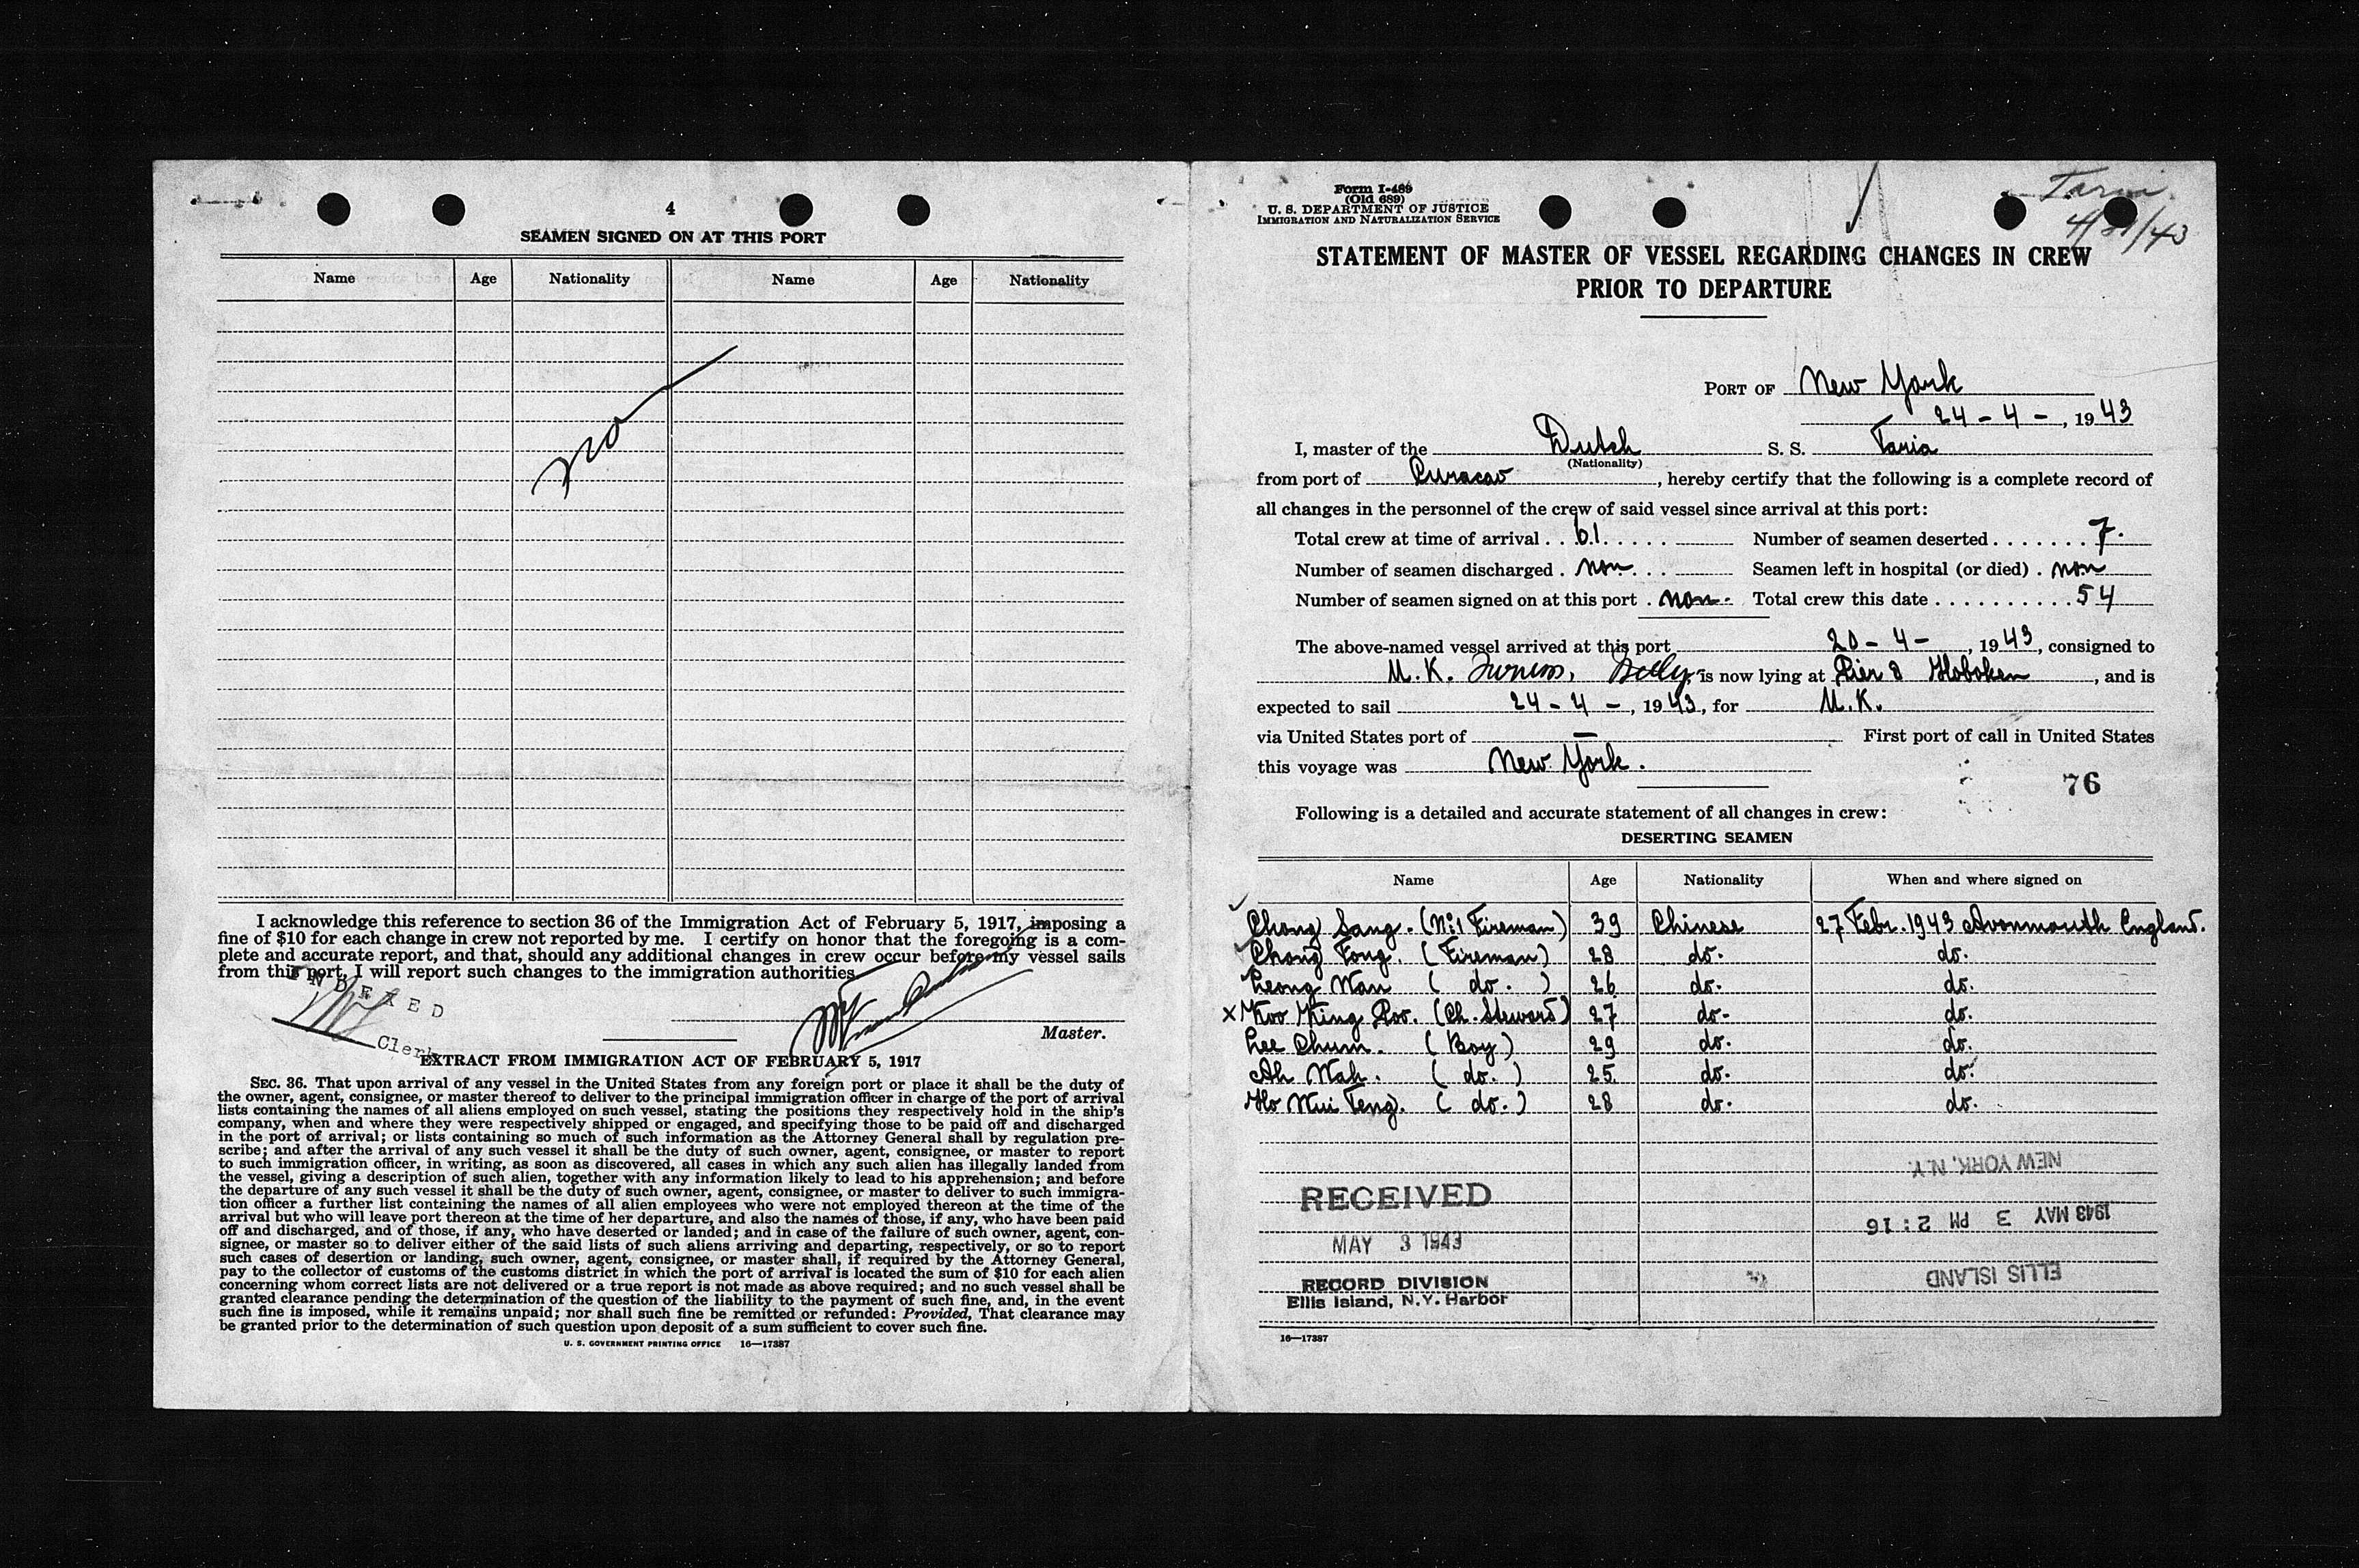 4
SEAMEN SIGNED ON AT THIS PORT
Name Age Nationality Name Age Nationality
I acknowledge this reference to section 36 of the Immigration Act of February 5, 1917, imposing a
fine of $10 for each change in crew not reported by me. I certify on honor that the foregoing is a com-
plete and accurate report, and that, should any additional changes in crew occur before my vessel sails
from this port, I will report such changes to the immigration authorities
INDEXED
Clerk
Master.
EXTRACT FROM IMMIGRATION ACT OF FEBRUARY 5, 1917
SEC. 36. That upon arrival of any vessel in the United States from any foreign port or place it shall be the duty of
the owner, agent, consignee, or master thereof to deliver to the principal immigration officer in charge of the port of arrival
lists containing the names of all aliens employed on such vessel, stating the positions they respectively hold in the ship's
company, when and where they were respectively shipped or engaged, and specifying those to be paid off and discharged
in the port of arrival; or lists containing so much of such information as the Attorney General shall by regulation pre-
scribe; and after the arrival of any such vessel it shall be the duty of such owner, agent, consignee, or master to report
to such immigration officer, in writing, as soon as discovered, all cases in which any such alien has illegally landed from
the vessel, giving a description of such alien, together with any information likely to lead to his apprehension; and before
the departure of any such vessel it shall be the duty of such owner, agent, consignee, or master to deliver to such immigra-
tion officer a further list containing the names of all alien employees who were not employed thereon at the time of the
arrival but who will leave port thereon at the time of her departure, and also the names of those, if any, who have been paid
off and discharged, and of those, if any, who have deserted or landed; and in case of the failure of such owner, agent, con-
signee, or master so to deliver either of the said lists of such aliens arriving and departing, respectively, or so to report
such cases of desertion or landing, such owner, agent, consignee, or master shall, if required by the Attorney General,
pay to the collector of customs of the customs district in which the port of arrival is located the sum of $10 for each alien
concerning whom correct lists are not delivered or a true report is not made as above required; and no such vessel shall be
granted clearance pending the determination of the question of the liability to the payment of such fine, and, in the event
such fine is imposed, while it remains unpaid; nor shall such fine be remitted or refunded: Provided, That clearance may
be granted prior to the determination of such question upon deposit of a sum sufficient to cover such fine.
U. S. GOVERNMENT PRINTING OFFICE 16—17387
Form I-489
(Old 689)
U. S. DEPARTMENT OF JUSTICE
IMMIGRATION AND NATURALIZATION SERVICE
STATEMENT OF MASTER OF VESSEL REGARDING CHANGES IN CREW
PRIOR TO DEPARTURE
PORT OF New York
24 - 4 -, 1943
I, master of the Dutch S. S. Taria
(Nationality)
from port of Curacao, hereby certify that the following is a complete record of
all changes in the personnel of the crew of said vessel since arrival at this port:
Total crew at time of arrival . . 61 . . . . . Number of seamen deserted . . . . . . . 7.
Number of seamen discharged . non . . . Seamen left in hospital (or died) . non
Number of seamen signed on at this port . non. Total crew this date . . . . . . . . . . 54
The above-named vessel arrived at this port 20 - 4 -, 1943, consigned to
U. K. is now lying at Pier 8 Hoboken, and is
expected to sail 24 - 4 -, 1943, for U. K.
via United States port of — First port of call in United States
this voyage was New York.
76
Following is a detailed and accurate statement of all changes in crew:
DESERTING SEAMEN
Name Age Nationality When and where signed on
Chong Sang. (No 1 Fireman) 39 Chinese 27 Febr. 1943 Avonmouth England.
Chong Fong. (Fireman) 28 do. do.
Leong Wan ( do. ) 26 do. do.
x Koo King Poo. (Ch. Steward) 27 do- do.
Lee Chum. ( Boy ) 29 do. do.
Ah Wah. ( do. ) 25. do. do.
Ho Wui Teng. ( do. ) 28 do. do.
RECEIVED
MAY 3 1943
RECORD DIVISION
Ellis Island, N.Y. Harbor
NEW YORK, N.Y.
1943 MAY 3 PM 2:16
ELLIS ISLAND
16—17387